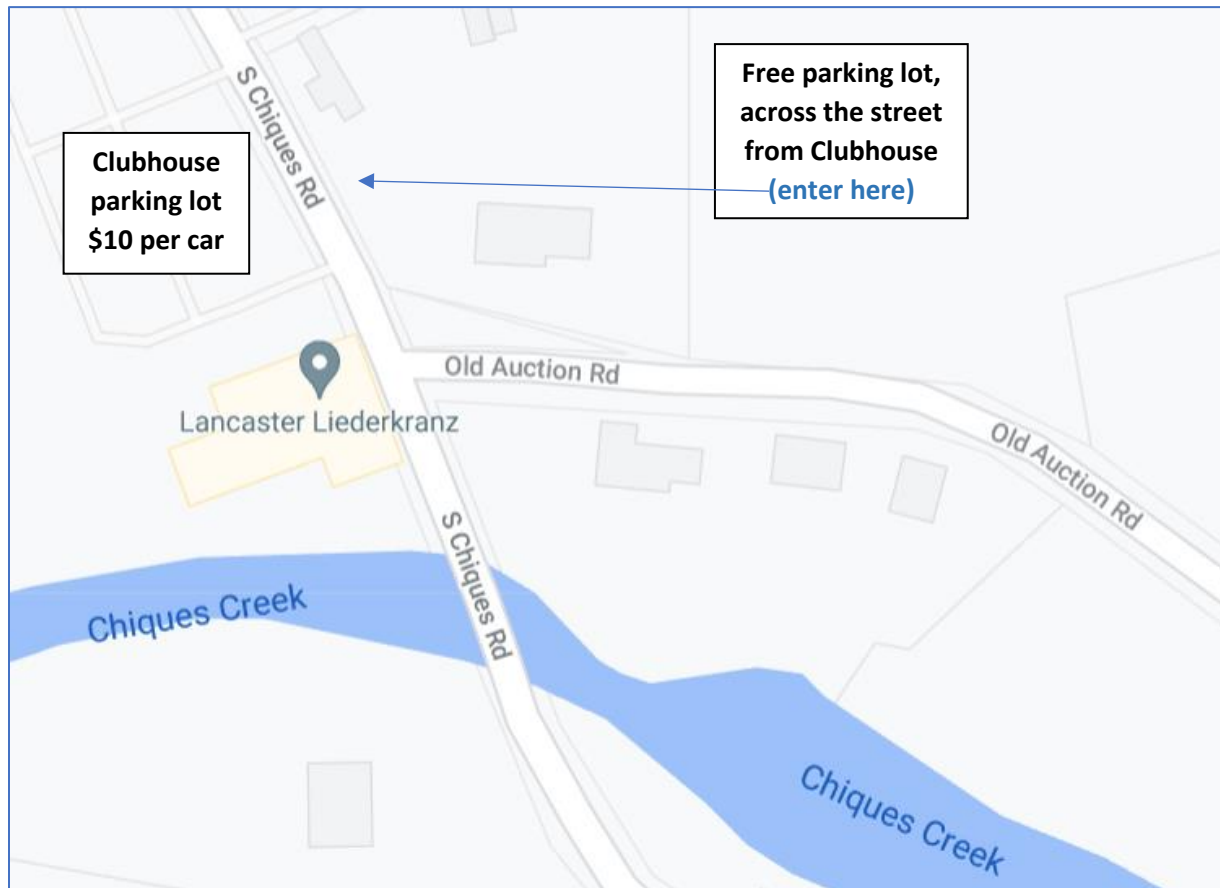 S Chiques Rd
Free parking lot,
across the street
from Clubhouse
(enter here)
Clubhouse
parking lot
$10 per car
Old Auction Rd
Lancaster Liederkranz
Old Auction Rd
S Chiques Rd
Chiques Creek
Chiques Creek